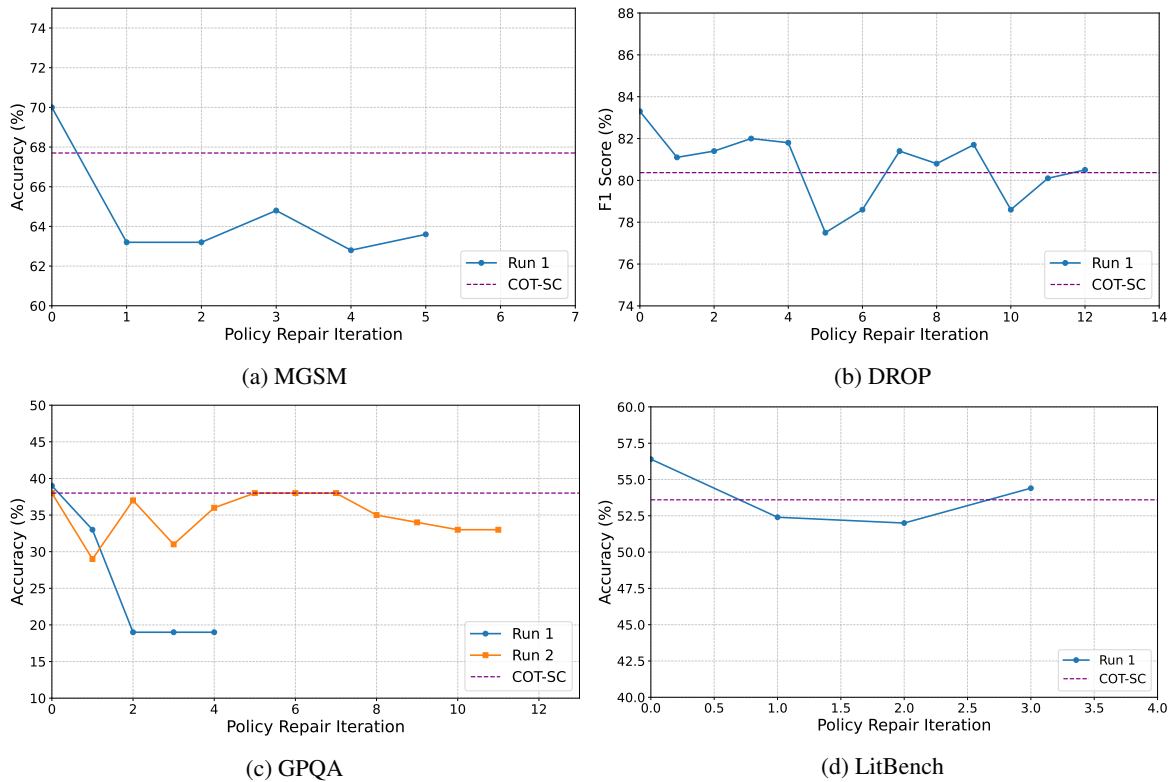 75
74
72
70
68
66
64
62
60
Accuracy (%)
0 1 2 3 4 5 6 7
Policy Repair Iteration
Run 1
COT-SC
(a) MGSM
88
86
84
82
80
78
76
74
F1 Score (%)
0 2 4 6 8 10 12 14
Policy Repair Iteration
Run 1
COT-SC
(b) DROP
50
45
40
35
30
25
20
15
10
Accuracy (%)
0 2 4 6 8 10 12
Policy Repair Iteration
Run 1
Run 2
COT-SC
(c) GPQA
60.0
57.5
55.0
52.5
50.0
47.5
45.0
42.5
40.0
Accuracy (%)
0.0 0.5 1.0 1.5 2.0 2.5 3.0 3.5 4.0
Policy Repair Iteration
Run 1
COT-SC
(d) LitBench